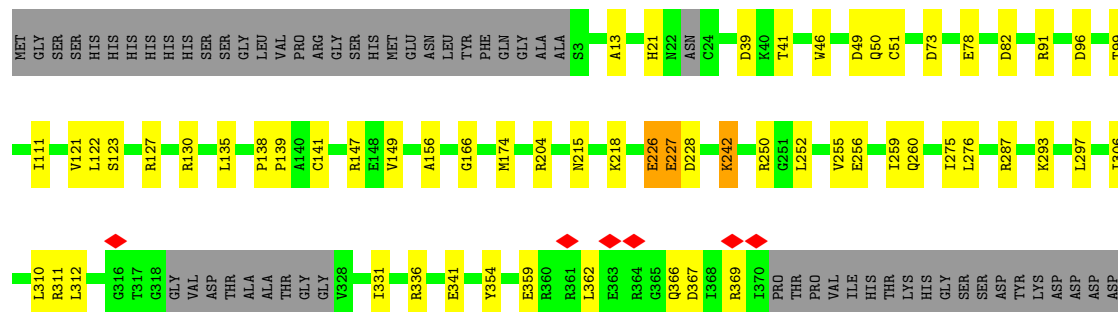 MET GLY SER SER HIS HIS HIS HIS HIS HIS SER SER GLY LEU VAL PRO ARG GLY SER HIS MET GLU ASN LEU TYR PHE GLN GLY ALA ALA S3 A13 H21 N22 ASN C24 D39 K40 T41 W46 D49 Q50 C51 D73 E78 D82 R91 D96 T99
I111 V121 L122 S123 R127 R130 L135 P138 P139 A140 C141 R147 E148 V149 A156 G166 M174 R204 N215 K218 E226 E227 D228 K242 R250 G251 L252 V255 E256 I259 Q260 I275 L276 R287 K293 L297
L310 R311 L312 G316 T317 G318 GLY VAL ASP THR ALA ALA THR GLY GLY V328 I331 R336 E341 Y354 E359 R360 R361 L362 E363 R364 G365 Q366 D367 I368 R369 I370 PRO THR PRO VAL ILE HIS THR LYS HIS GLY SER SER ASP TYR LYS ASP ASP ASP ASP